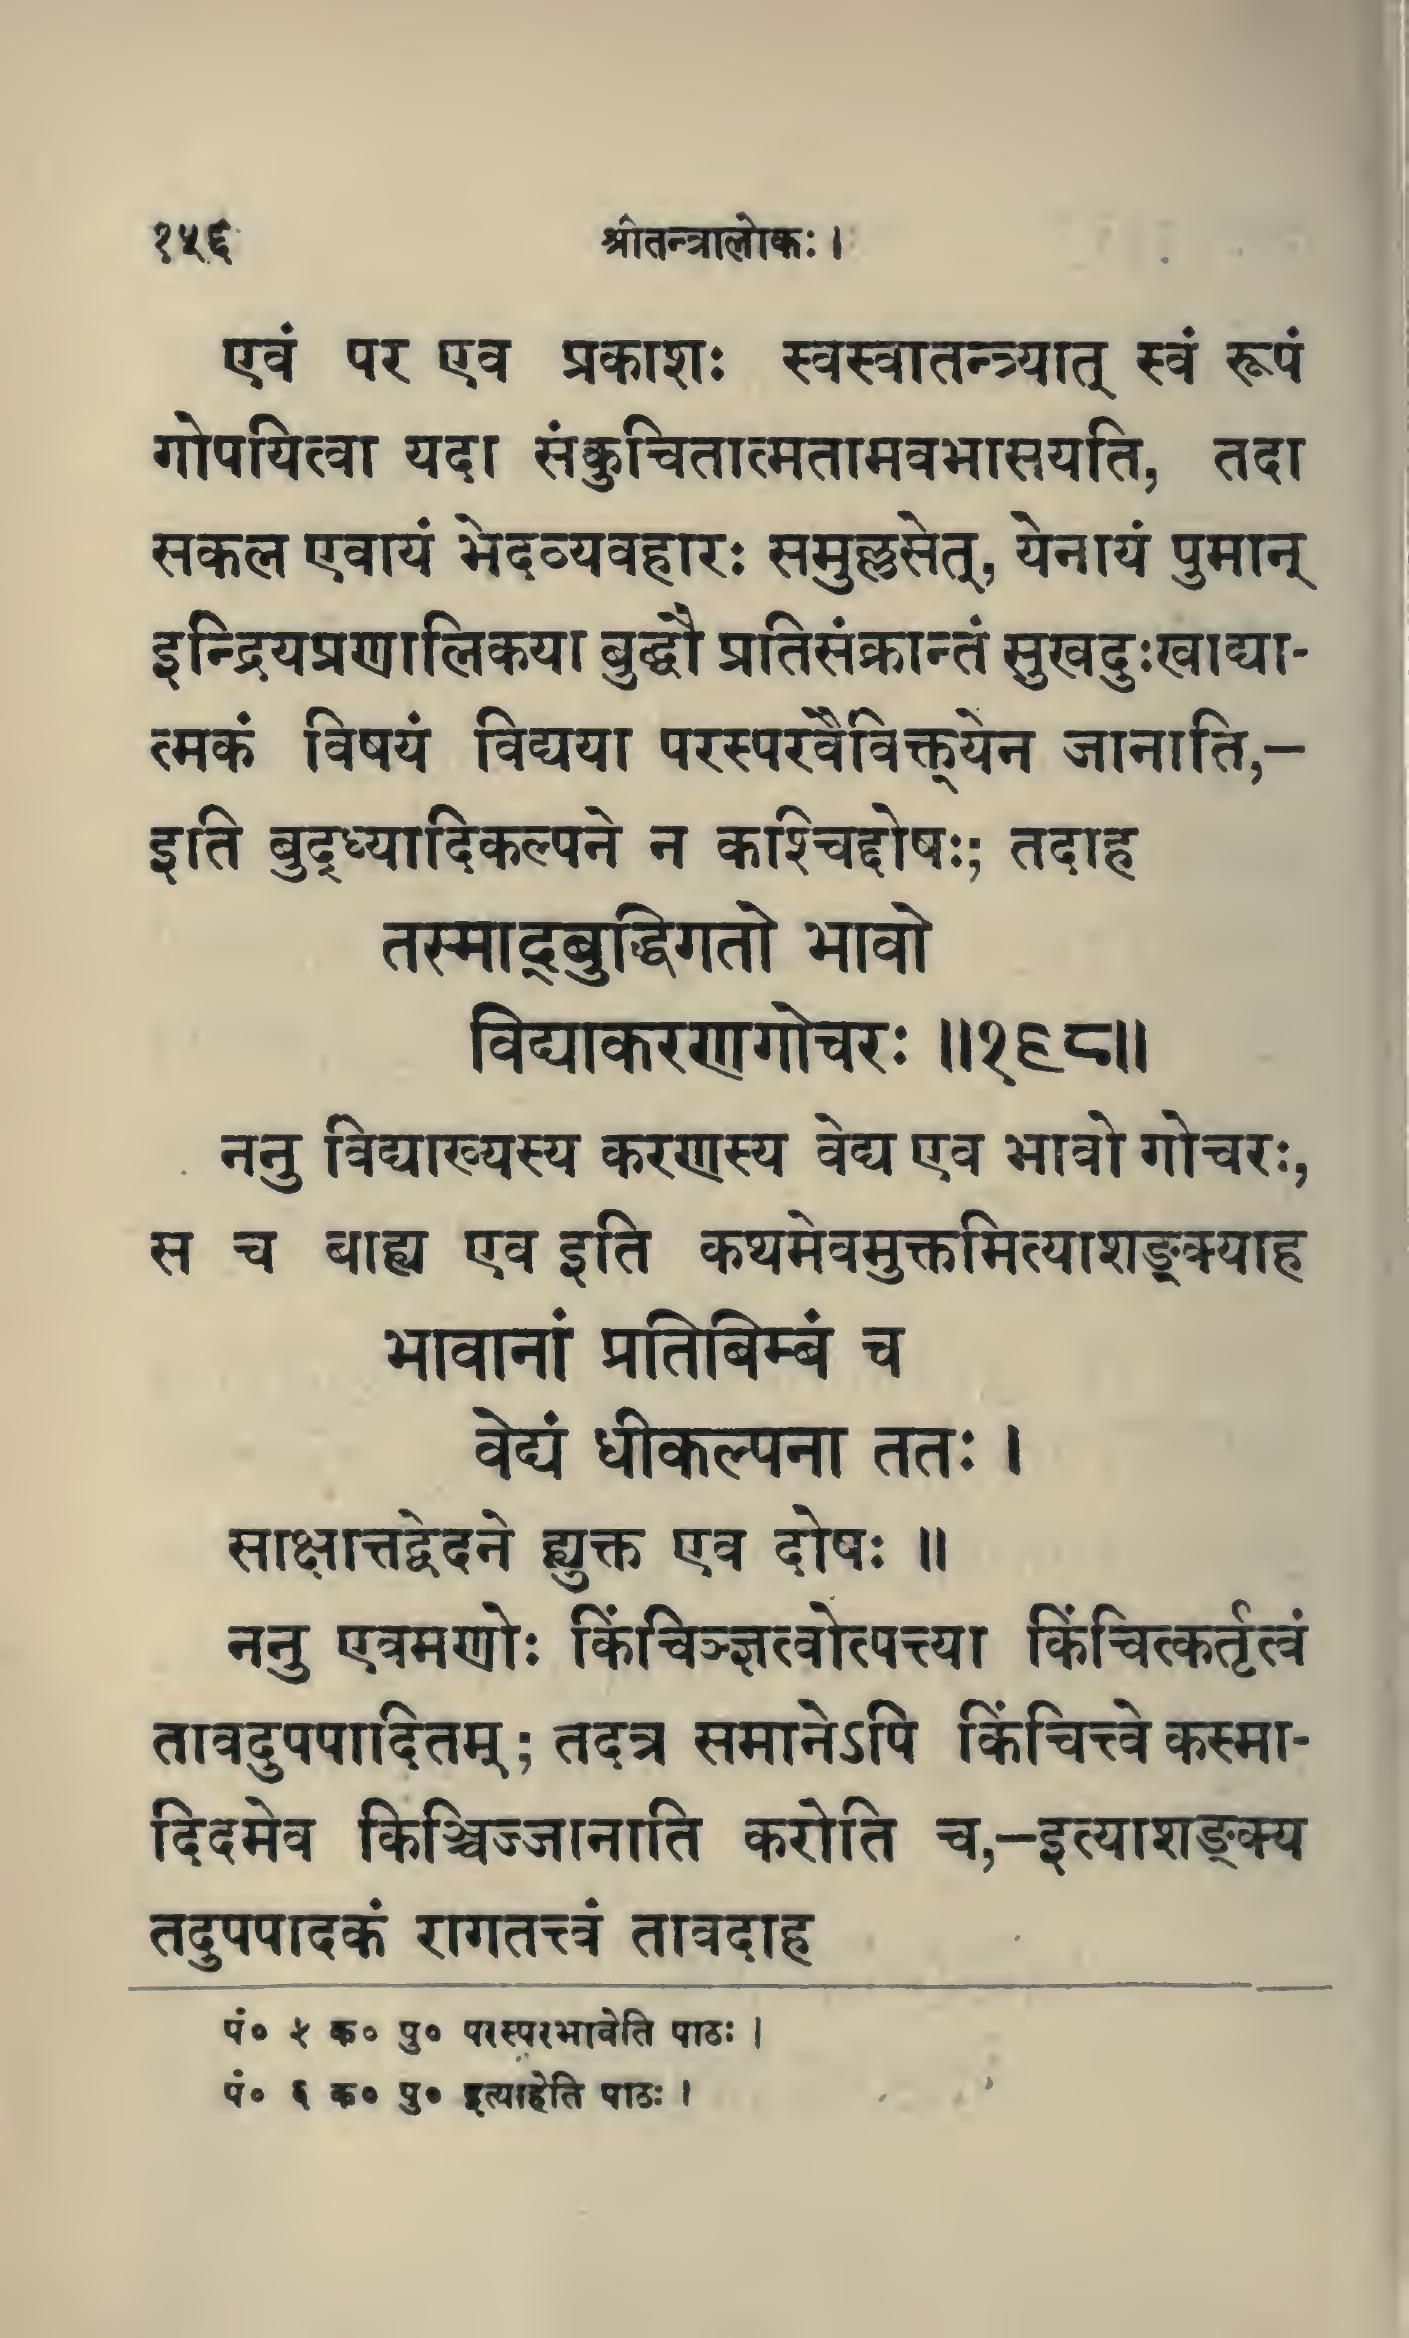 १५६ श्रीतन्त्रालोकः ।
एवं पर एव प्रकाशः स्वस्वातन्त्र्यात् स्वं रूपं
गोपयित्वा यदा संकुचितात्मतामवभासयति, तदा
सकल एवायं भेदव्यवहारः समुल्लसेत्, येनायं पुमान्
इन्द्रियप्रणालिकया बुद्धौ प्रतिसंक्रान्तं सुखदुःखाद्या-
त्मकं विषयं विद्यया परस्परवैविक्त्येन जानाति,—
इति बुद्ध्यादिकल्पने न कश्चिद्दोषः; तदाह
तस्माद्बुद्धिगतो भावो
विद्याकरणगोचरः ॥१९८॥
ननु विद्याख्यस्य करणस्य वेद्य एव भावो गोचरः,
स च बाह्य एव इति कथमेवमुक्तमित्याशङ्क्याह
भावानां प्रतिबिम्बं च
वेद्यं धीकल्पना ततः ।
साक्षात्तद्वेदने ह्युक्त एव दोषः ॥
ननु एवमणोः किंचिज्ज्ञत्वोत्पत्त्या किंचित्कर्तृत्वं
तावदुपपादितम्; तदत्र समानेऽपि किंचित्त्वे कस्मा-
दिदमेव किञ्चिज्जानाति करोति च,—इत्याशङ्क्य
तदुपपादकं रागतत्त्वं तावदाह
पं० ५ क० पु० परस्परभावेति पाठः ।
पं० ६ क० पु० इत्याहेति पाठः ।